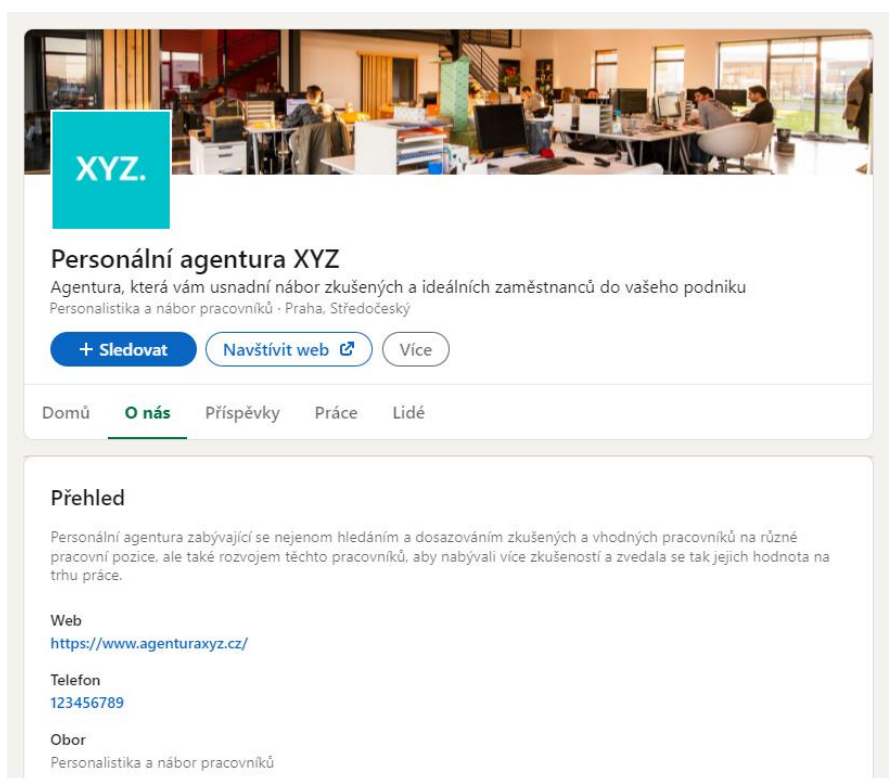 XYZ.
Personální agentura XYZ
Agentura, která vám usnadní nábor zkušených a ideálních zaměstnanců do vašeho podniku
Personalistika a nábor pracovníků · Praha, Středočeský
+ Sledovat Navštívit web Více
Domů O nás Příspěvky Práce Lidé
Přehled
Personální agentura zabývající se nejenom hledáním a dosazováním zkušených a vhodných pracovníků na různé
pracovní pozice, ale také rozvojem těchto pracovníků, aby nabývali více zkušeností a zvedala se tak jejich hodnota na
trhu práce.
Web
https://www.agenturaxyz.cz/
Telefon
123456789
Obor
Personalistika a nábor pracovníků